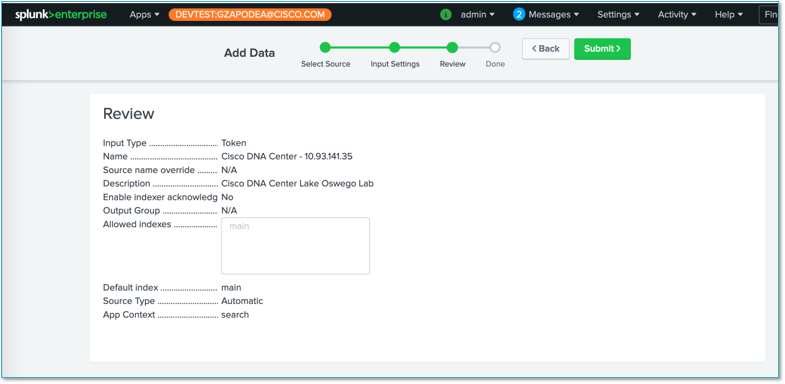 splunk>enterprise Apps DEVTEST:GZAPODEA@CISCO.COM i admin 2 Messages Settings Activity Help Fin
Add Data
Select Source Input Settings Review Done
< Back
Submit >
Review
Input Type .............................. Token
Name ...................................... Cisco DNA Center - 10.93.141.35
Source name override ......... N/A
Description ............................ Cisco DNA Center Lake Oswego Lab
Enable indexer acknowledg No
Output Group ........................ N/A
Allowed indexes ................... main
Default index ......................... main
Source Type .......................... Automatic
App Context ........................... search